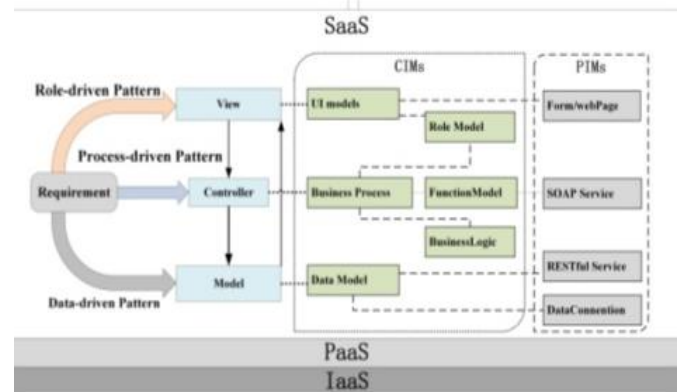 SaaS
CIMs
PIMs
Role-driven Pattern
View
UI models
Form/webPage
Role Model
Process-driven Pattern
Requirement
Controller
Business Process
FunctionModel
SOAP Service
BusinessLogic
RESTful Service
Model
Data Model
Data-driven Pattern
DataConnention
PaaS
IaaS